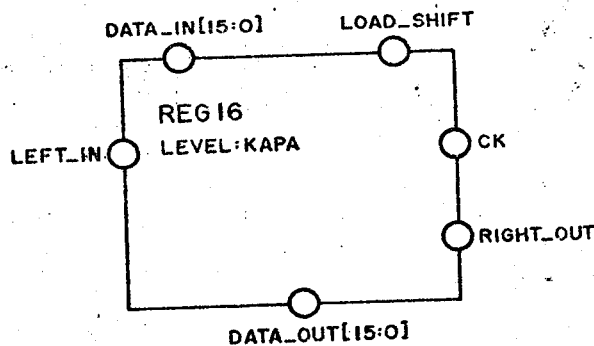 DATA_IN[15:0]
LOAD_SHIFT
REG16
LEFT_IN
LEVEL:KAPA
CK
RIGHT_OUT
DATA_OUT[15:0]